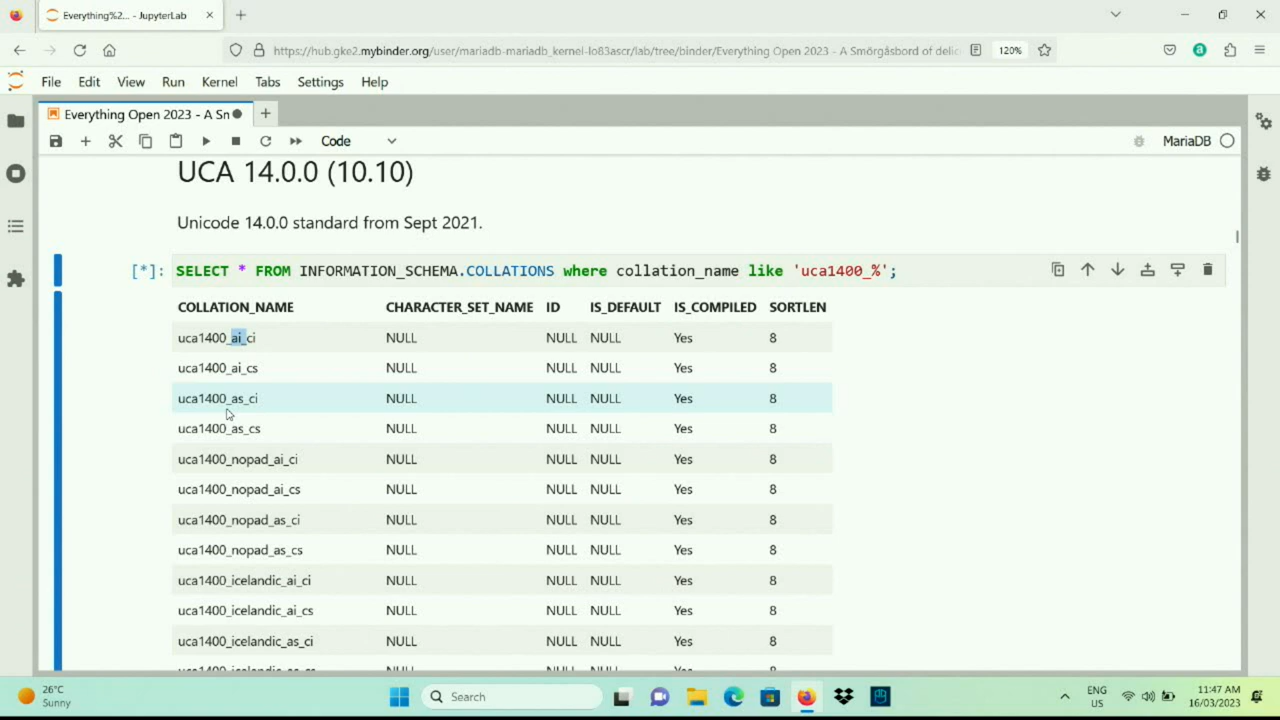 Everything%2... - JupyterLab
https://hub.gke2.mybinder.org/user/mariadb-mariadb_kernel-lo83ascr/lab/tree/binder/Everything Open 2023 - A Smörgåsbord of delic
120%
File Edit View Run Kernel Tabs Settings Help
Everything Open 2023 - A Sn
Code
MariaDB
UCA 14.0.0 (10.10)
Unicode 14.0.0 standard from Sept 2021.
[*]: SELECT * FROM INFORMATION_SCHEMA.COLLATIONS where collation_name like 'uca1400_%';
COLLATION_NAME CHARACTER_SET_NAME ID IS_DEFAULT IS_COMPILED SORTLEN
uca1400_ai_ci NULL NULL NULL Yes 8
uca1400_ai_cs NULL NULL NULL Yes 8
uca1400_as_ci NULL NULL NULL Yes 8
uca1400_as_cs NULL NULL NULL Yes 8
uca1400_nopad_ai_ci NULL NULL NULL Yes 8
uca1400_nopad_ai_cs NULL NULL NULL Yes 8
uca1400_nopad_as_ci NULL NULL NULL Yes 8
uca1400_nopad_as_cs NULL NULL NULL Yes 8
uca1400_icelandic_ai_ci NULL NULL NULL Yes 8
uca1400_icelandic_ai_cs NULL NULL NULL Yes 8
uca1400_icelandic_as_ci NULL NULL NULL Yes 8
uca1400_icelandic_as_cs NULL NULL NULL Yes 8
26°C
Sunny
Search
ENG
US
11:47 AM
16/03/2023